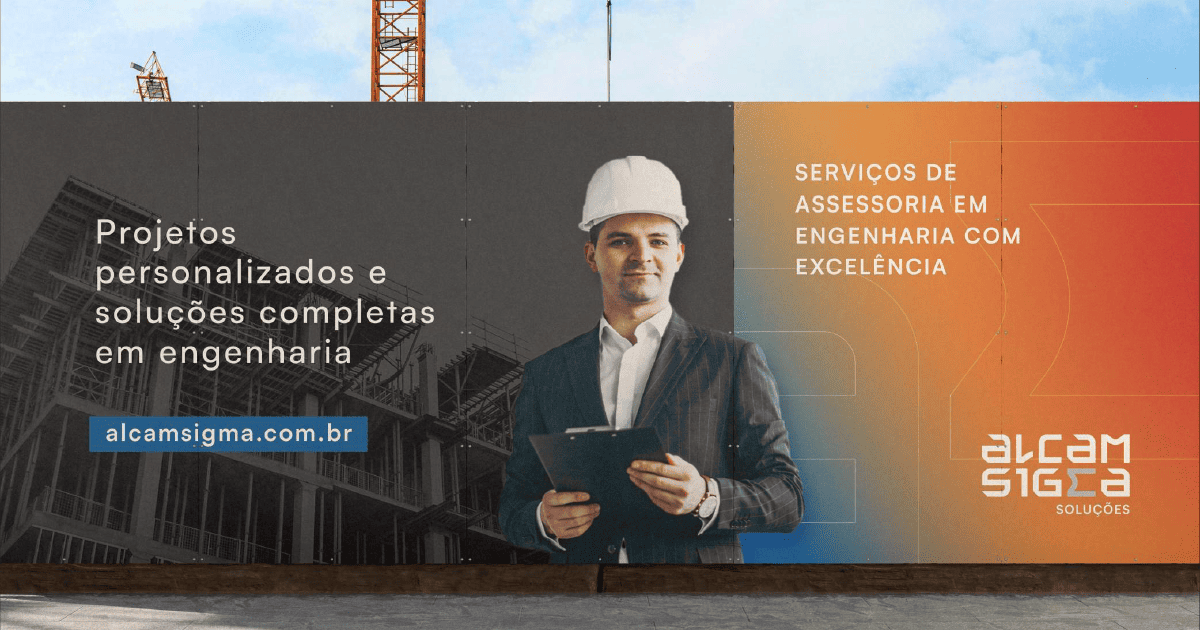 Projetos
personalizados e
soluções completas
em engenharia
alcamsigma.com.br
SERVIÇOS DE
ASSESSORIA EM
ENGENHARIA COM
EXCELÊNCIA
ALCAM
SIGMA
SOLUÇÕES